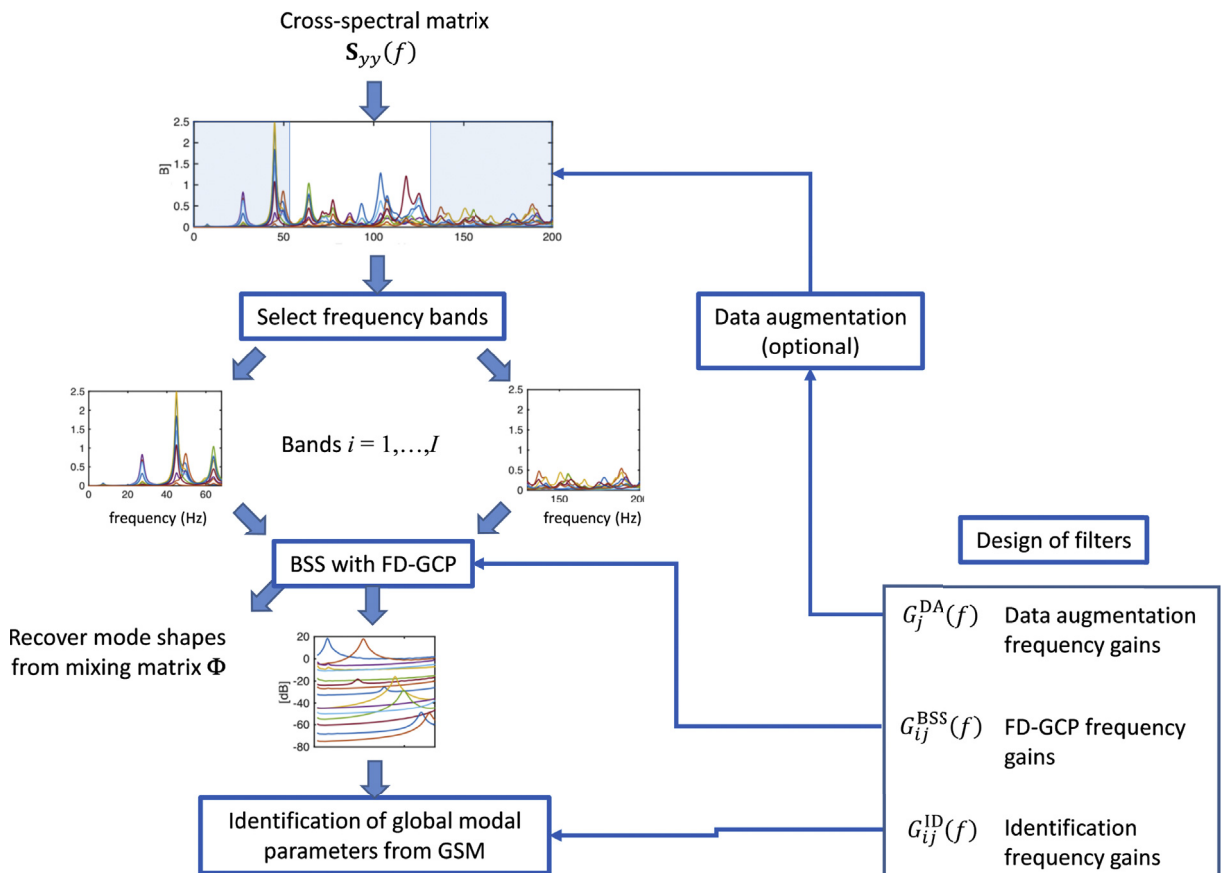 Cross-spectral matrix
𝐒_yy(f)
2.5
2
1.5
1
0.5
0
B]
0 50 100 150 200
Select frequency bands
Data augmentation
(optional)
2.5
2
1.5
1
0.5
0
0 20 40 60
frequency (Hz)
Bands i = 1,…,I
2.5
2
1.5
1
0.5
0
150 20
frequency (Hz)
BSS with FD-GCP
Design of filters
Recover mode shapes
from mixing matrix 𝚽
20
0
-20
-40
-60
-80
[dB]
G_j^DA(f) Data augmentation
frequency gains
G_ij^BSS(f) FD-GCP frequency
gains
G_ij^ID(f) Identification
frequency gains
Identification of global modal
parameters from GSM